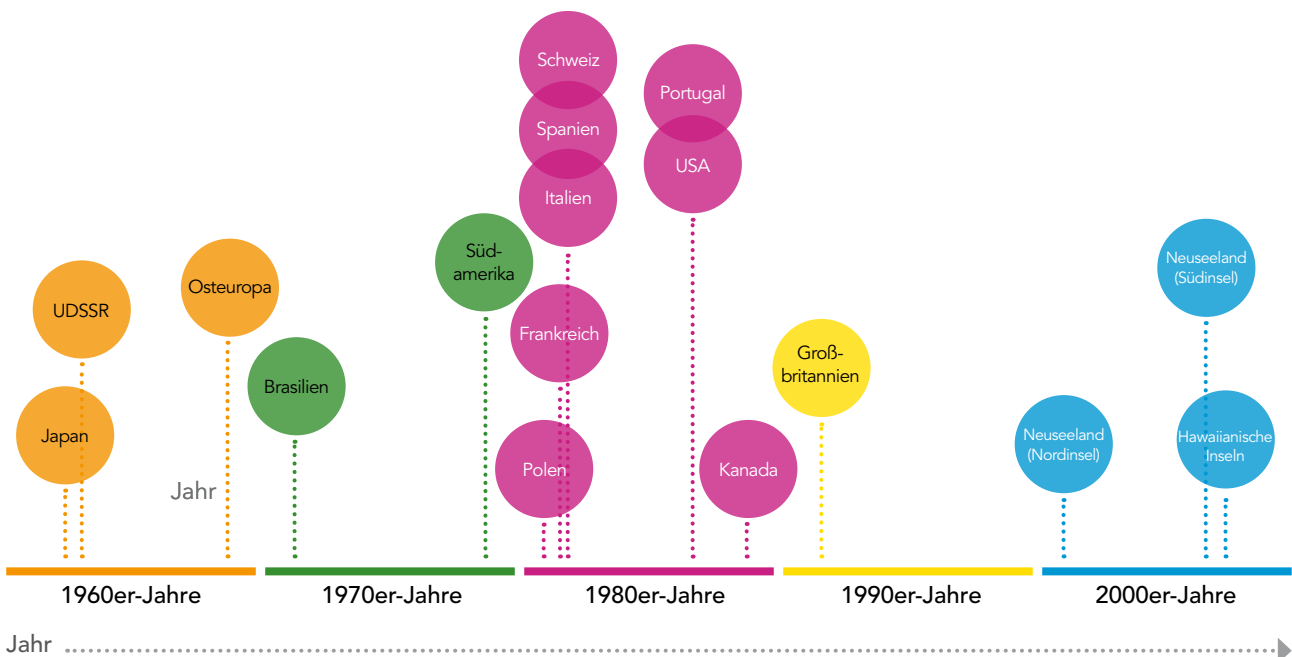 Schweiz
Portugal
Spanien
USA
Italien
Süd-
amerika
Neuseeland
(Südinsel)
Osteuropa
UDSSR
Frankreich
Groß-
britannien
Brasilien
Japan
Neuseeland
(Nordinsel)
Hawaiianische
Inseln
Polen
Kanada
Jahr
1960er-Jahre
1970er-Jahre
1980er-Jahre
1990er-Jahre
2000er-Jahre
Jahr